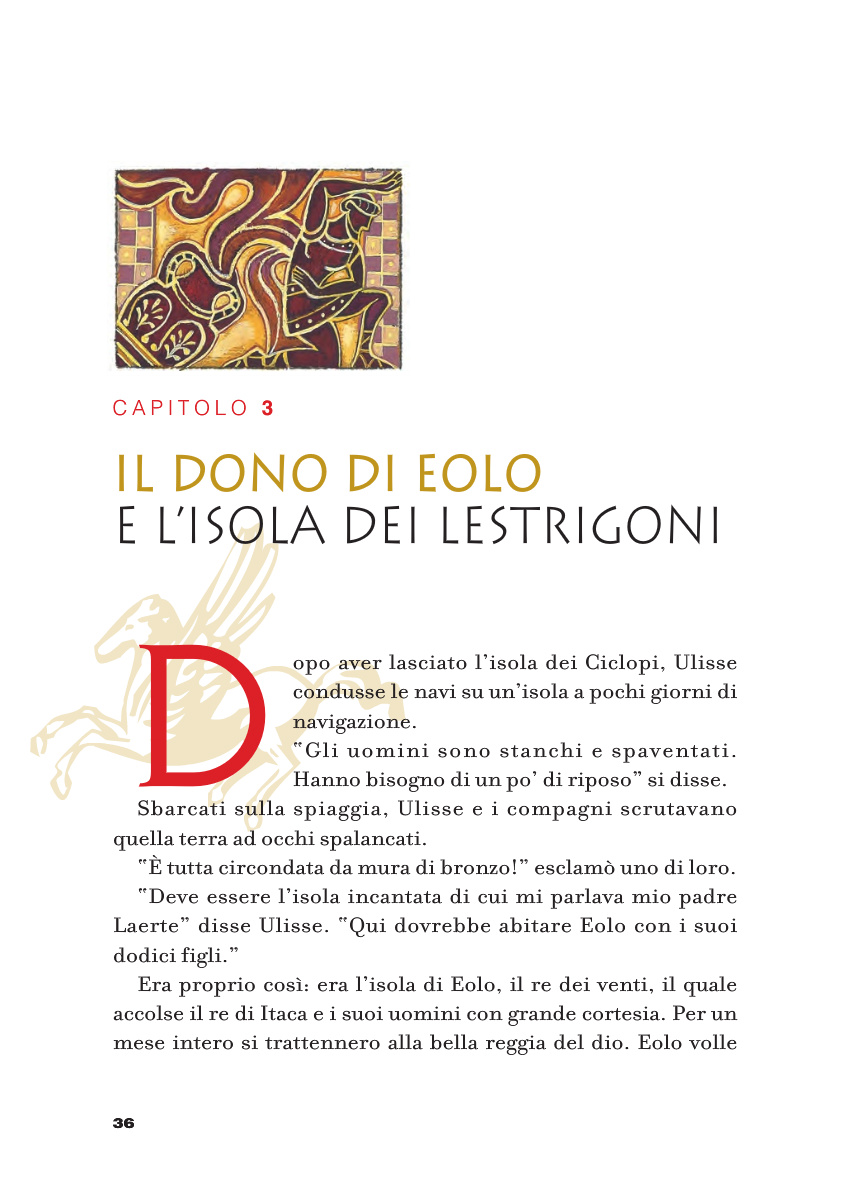 CAPITOLO 3
IL DONO DI EOLO
E L'ISOLA DEI LESTRIGONI
Dopo aver lasciato l'isola dei Ciclopi, Ulisse
condusse le navi su un'isola a pochi giorni di
navigazione.
"Gli uomini sono stanchi e spaventati.
Hanno bisogno di un po' di riposo" si disse.
Sbarcati sulla spiaggia, Ulisse e i compagni scrutavano
quella terra ad occhi spalancati.
"È tutta circondata da mura di bronzo!" esclamò uno di loro.
"Deve essere l'isola incantata di cui mi parlava mio padre
Laerte" disse Ulisse. "Qui dovrebbe abitare Eolo con i suoi
dodici figli."
Era proprio così: era l'isola di Eolo, il re dei venti, il quale
accolse il re di Itaca e i suoi uomini con grande cortesia. Per un
mese intero si trattennero alla bella reggia del dio. Eolo volle
36